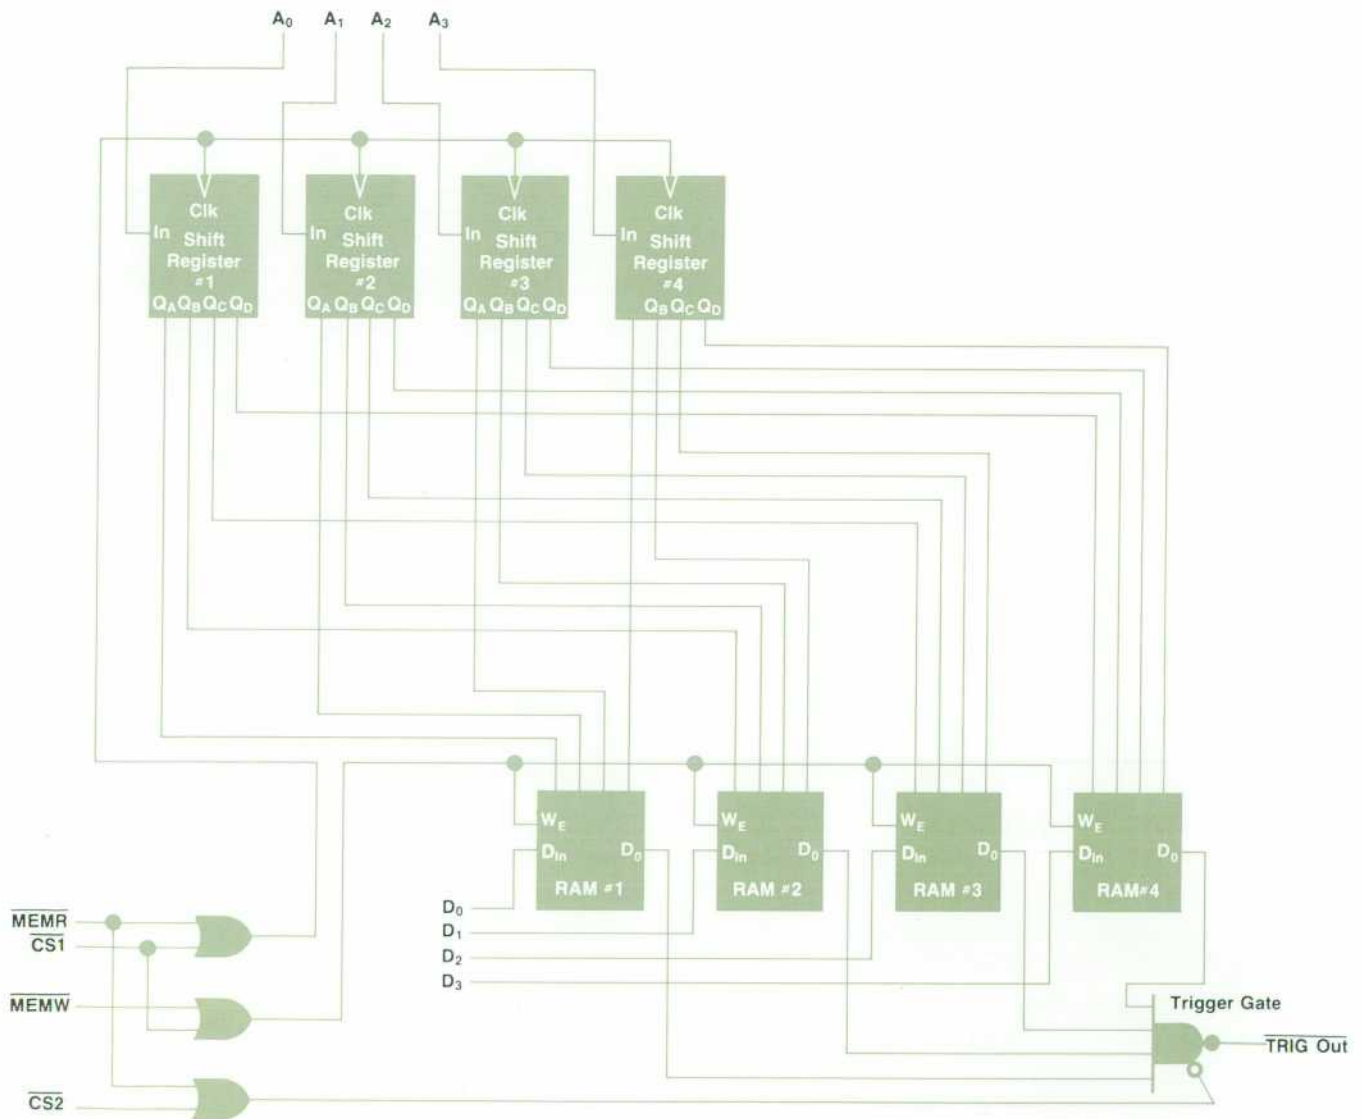 A0 A1 A2 A3
Clk Clk Clk Clk
In Shift Register #1
In Shift Register #2
In Shift Register #3
In Shift Register #4
QA QB QC QD
QA QB QC QD
QA QB QC QD
QB QC QD
WE
DIn D0
RAM #1
WE
DIn D0
RAM #2
WE
DIn D0
RAM #3
WE
DIn D0
RAM#4
D0
D1
D2
D3
MEMR
CS1
MEMW
CS2
Trigger Gate
TRIG Out